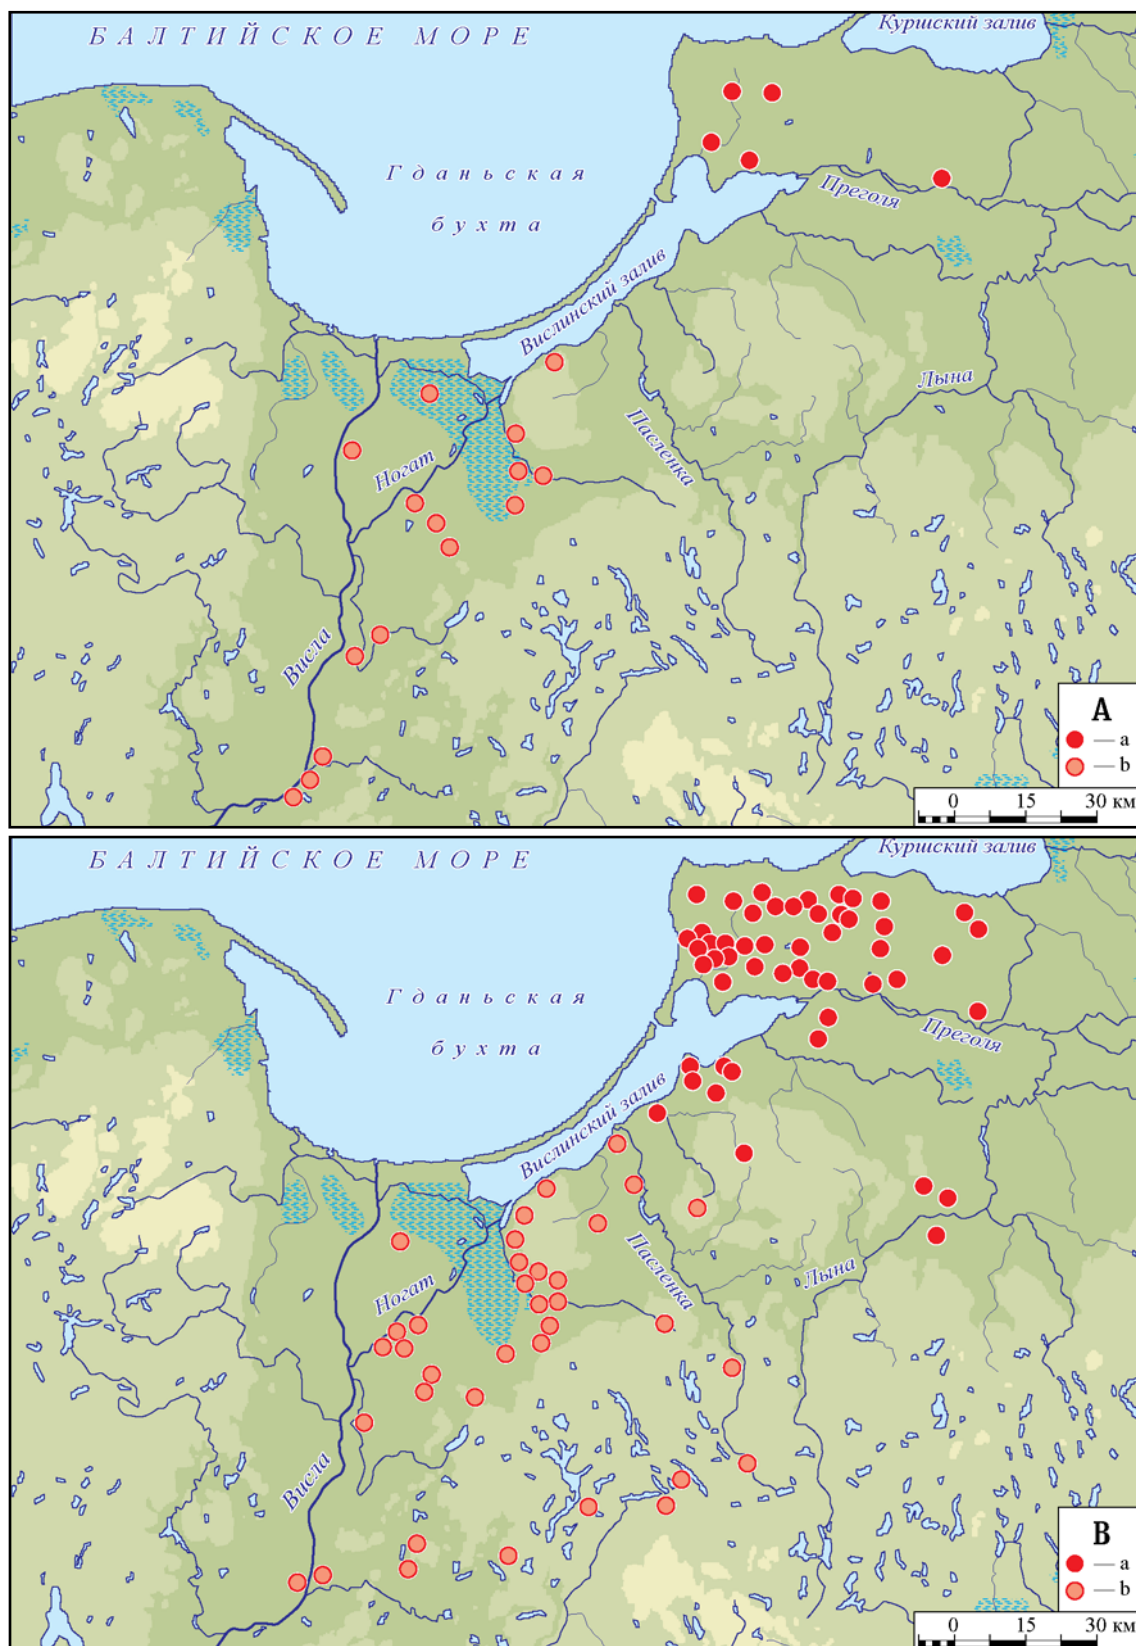 БАЛТИЙСКОЕ МОРЕ
Куршский залив
Гданьская
бухта
Преголя
Вислинский залив
Лына
Пасленка
Ногат
Висла
A
— a
— b
0 15 30 км
БАЛТИЙСКОЕ МОРЕ
Куршский залив
Гданьская
бухта
Преголя
Вислинский залив
Пасленка
Лына
Ногат
Висла
B
— a
— b
0 15 30 км